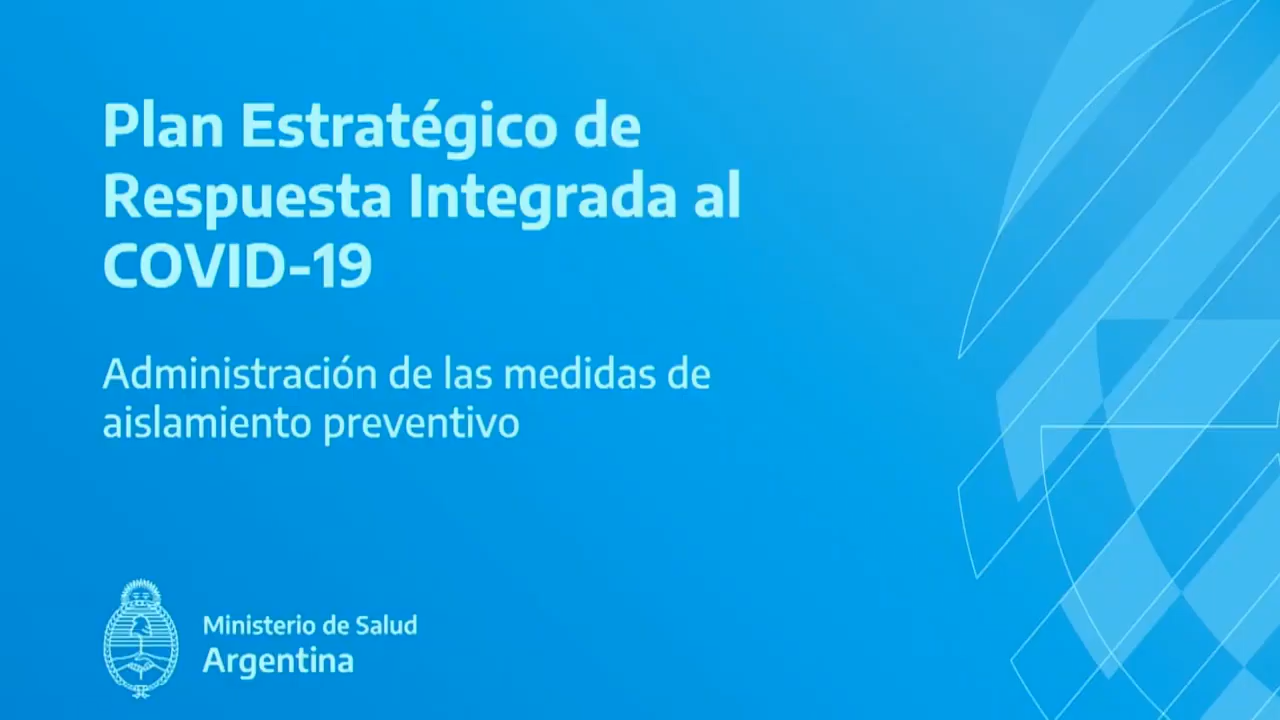 Plan Estratégico de
Respuesta Integrada al
COVID-19
Administración de las medidas de
aislamiento preventivo
Ministerio de Salud
Argentina